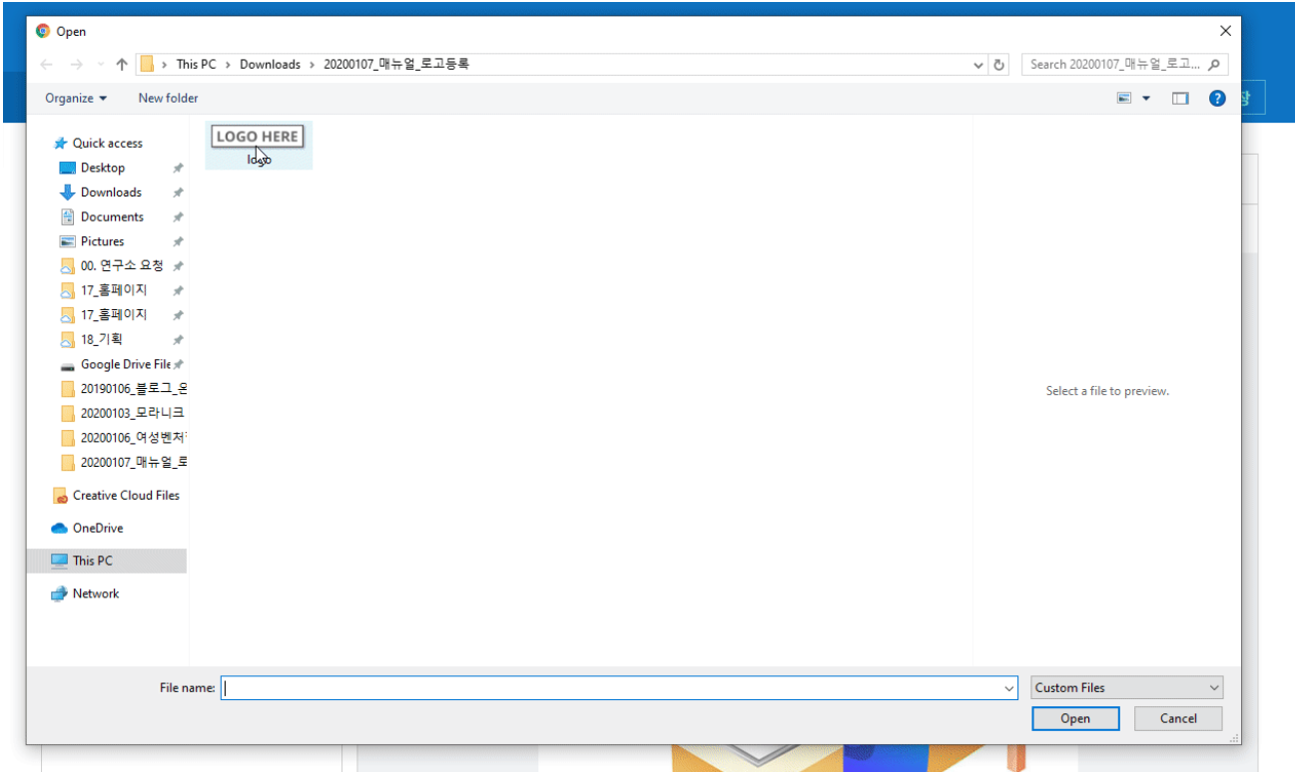 Open
This PC > Downloads > 20200107_매뉴얼_로고등록
Search 20200107_매뉴얼_로고...
Organize
New folder
Quick access
Desktop
Downloads
Documents
Pictures
00. 연구소 요청
17_홈페이지
17_홈페이지
18_기획
Google Drive File
20190106_블로그_온
20200103_모라니크
20200106_여성벤처
20200107_매뉴얼_로
Creative Cloud Files
OneDrive
This PC
Network
LOGO HERE
logo
Select a file to preview.
File name:
Custom Files
Open
Cancel